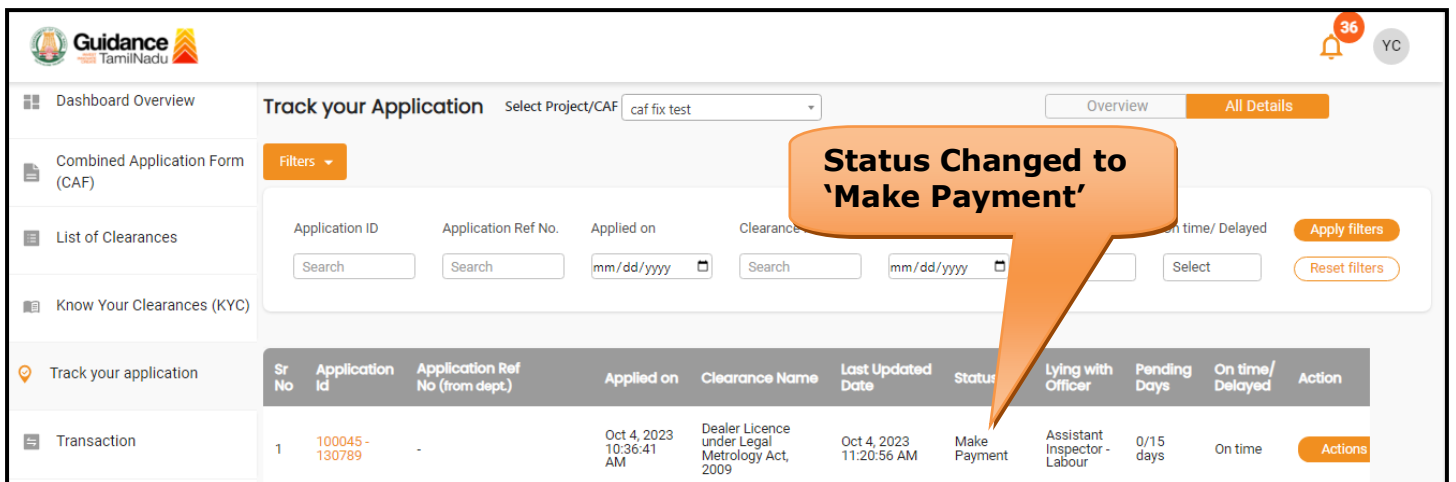 Guidance
TamilNadu
36
YC
Dashboard Overview
Combined Application Form
(CAF)
List of Clearances
Know Your Clearances (KYC)
Track your application
Transaction
Track your Application
Select Project/CAF
caf fix test
Overview
All Details
Filters
Status Changed to
‘Make Payment’
Application ID
Application Ref No.
Applied on
Clearance
time/ Delayed
Apply filters
Search
Search
mm/dd/yyyy
Search
mm/dd/yyyy
Select
Reset filters
Sr
No
Application
Id
Application Ref
No (from dept.)
Applied on
Clearance Name
Last Updated
Date
Status
Lying with
Officer
Pending
Days
On time/
Delayed
Action
1
100045 -
130789
-
Oct 4, 2023
10:36:41
AM
Dealer Licence
under Legal
Metrology Act,
2009
Oct 4, 2023
11:20:56 AM
Make
Payment
Assistant
Inspector -
Labour
0/15
days
On time
Actions